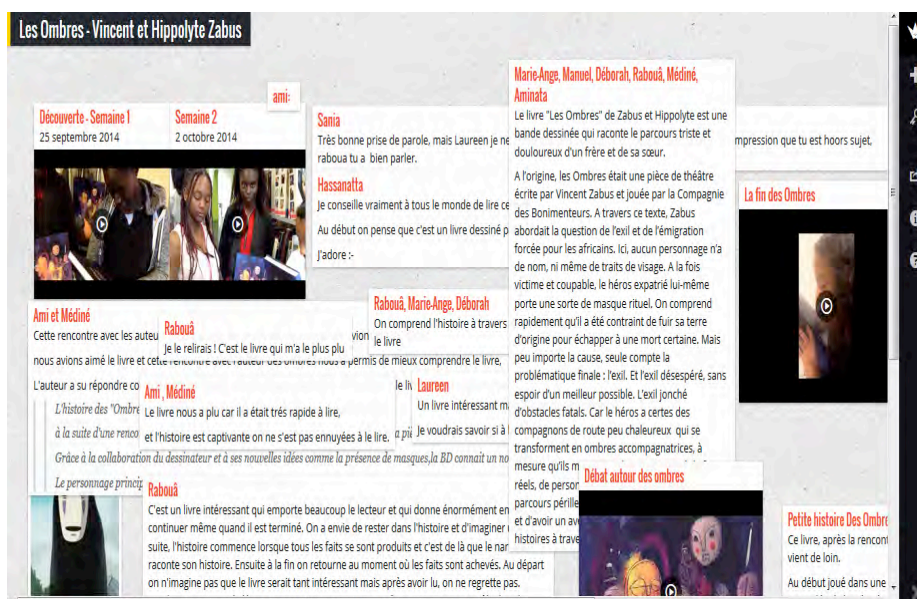 Les Ombres - Vincent et Hippolyte Zabus
ami:
Découverte - Semaine 1
25 septembre 2014
Semaine 2
2 octobre 2014
Sania
Très bonne prise de parole, mais Laureen je ne
mpression que tu est hoors sujet,
raboua tu a bien parler.
Hassanatta
Je conseille vraiment à tous le monde de lire ce
Au début on pense que c'est un livre dessiné p
J'adore :-
Marie-Ange, Manuel, Déborah, Rabouâ, Médiné,
Aminata
Le livre "Les Ombres" de Zabus et Hippolyte est une
bande dessinée qui raconte le parcours triste et
douloureux d'un frère et de sa sœur.
A l'origine, les Ombres était une pièce de théâtre
écrite par Vincent Zabus et jouée par la Compagnie
des Bonimenteurs. A travers ce texte, Zabus
abordait la question de l'exil et de l'émigration
forcée pour les africains. Ici, aucun personnage n'a
de nom, ni même de traits de visage. A la fois
victime et coupable, le héros expatrié lui-même
porte une sorte de masque rituel. On comprend
rapidement qu'il a été contraint de fuir sa terre
d'origine pour échapper à une mort certaine. Mais
peu importe la cause, seule compte la
problématique finale : l'exil. Et l'exil désespéré, sans
espoir d'un meilleur possible. L'exil jonché
d'obstacles fatals. Car le héros a certes des
compagnons de route peu chaleureux qui se
transforment en ombres accompagnatrices, à
mesure qu'ils m
réels, de person
parcours pérille
et d'avoir un av
histoires à trave
La fin des Ombres
Ami et Médiné
Cette rencontre avec les auteu
vion
nous avions aimé le livre et cette rencontre avec l'auteur des ombres nous a permis de mieux comprendre le livre,
L'auteur a su répondre co
le li
L'histoire des "Ombre
à la suite d'une renco
a piè
Grâce à la collaboration du dessinateur et à ses nouvelles idées comme la présence de masques,la BD connait un no
Le personnage princip
Rabouâ
Je le relirais ! C'est le livre qui m'a le plus plu
Rabouâ, Marie-Ange, Déborah
On comprend l'histoire à travers
le livre
Ami , Médiné
Le livre nous a plu car il a était trés rapide à lire,
et l'histoire est captivante on ne s'est pas ennuyées à le lire.
Laureen
Un livre intéressant ma
Je voudrais savoir si à l
Rabouâ
C'est un livre intéressant qui emporte beaucoup le lecteur et qui donne énormément en
continuer même quand il est terminé. On a envie de rester dans l'histoire et d'imaginer
suite, l'histoire commence lorsque tous les faits se sont produits et c'est de là que le nar
raconte son histoire. Ensuite à la fin on retourne au moment où les faits sont achevés. Au départ
on n'imagine pas que le livre serait tant intéressant mais après avoir lu, on ne regrette pas.
Débat autour des ombres
Petite histoire Des Ombre
Ce livre, après la rencont
vient de loin.
Au début joué dans une